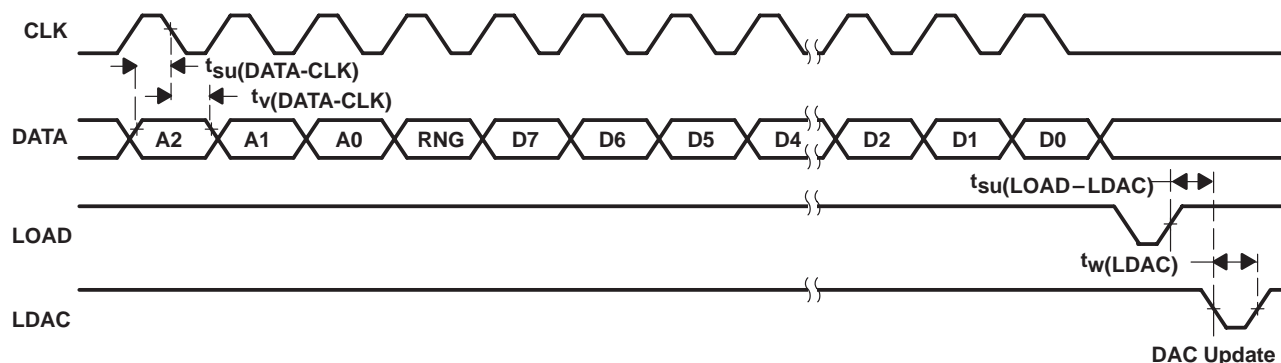 CLK
tsu(DATA-CLK)
tv(DATA-CLK)
DATA A2 A1 A0 RNG D7 D6 D5 D4 D2 D1 D0
tsu(LOAD–LDAC)
LOAD
tw(LDAC)
LDAC
DAC Update